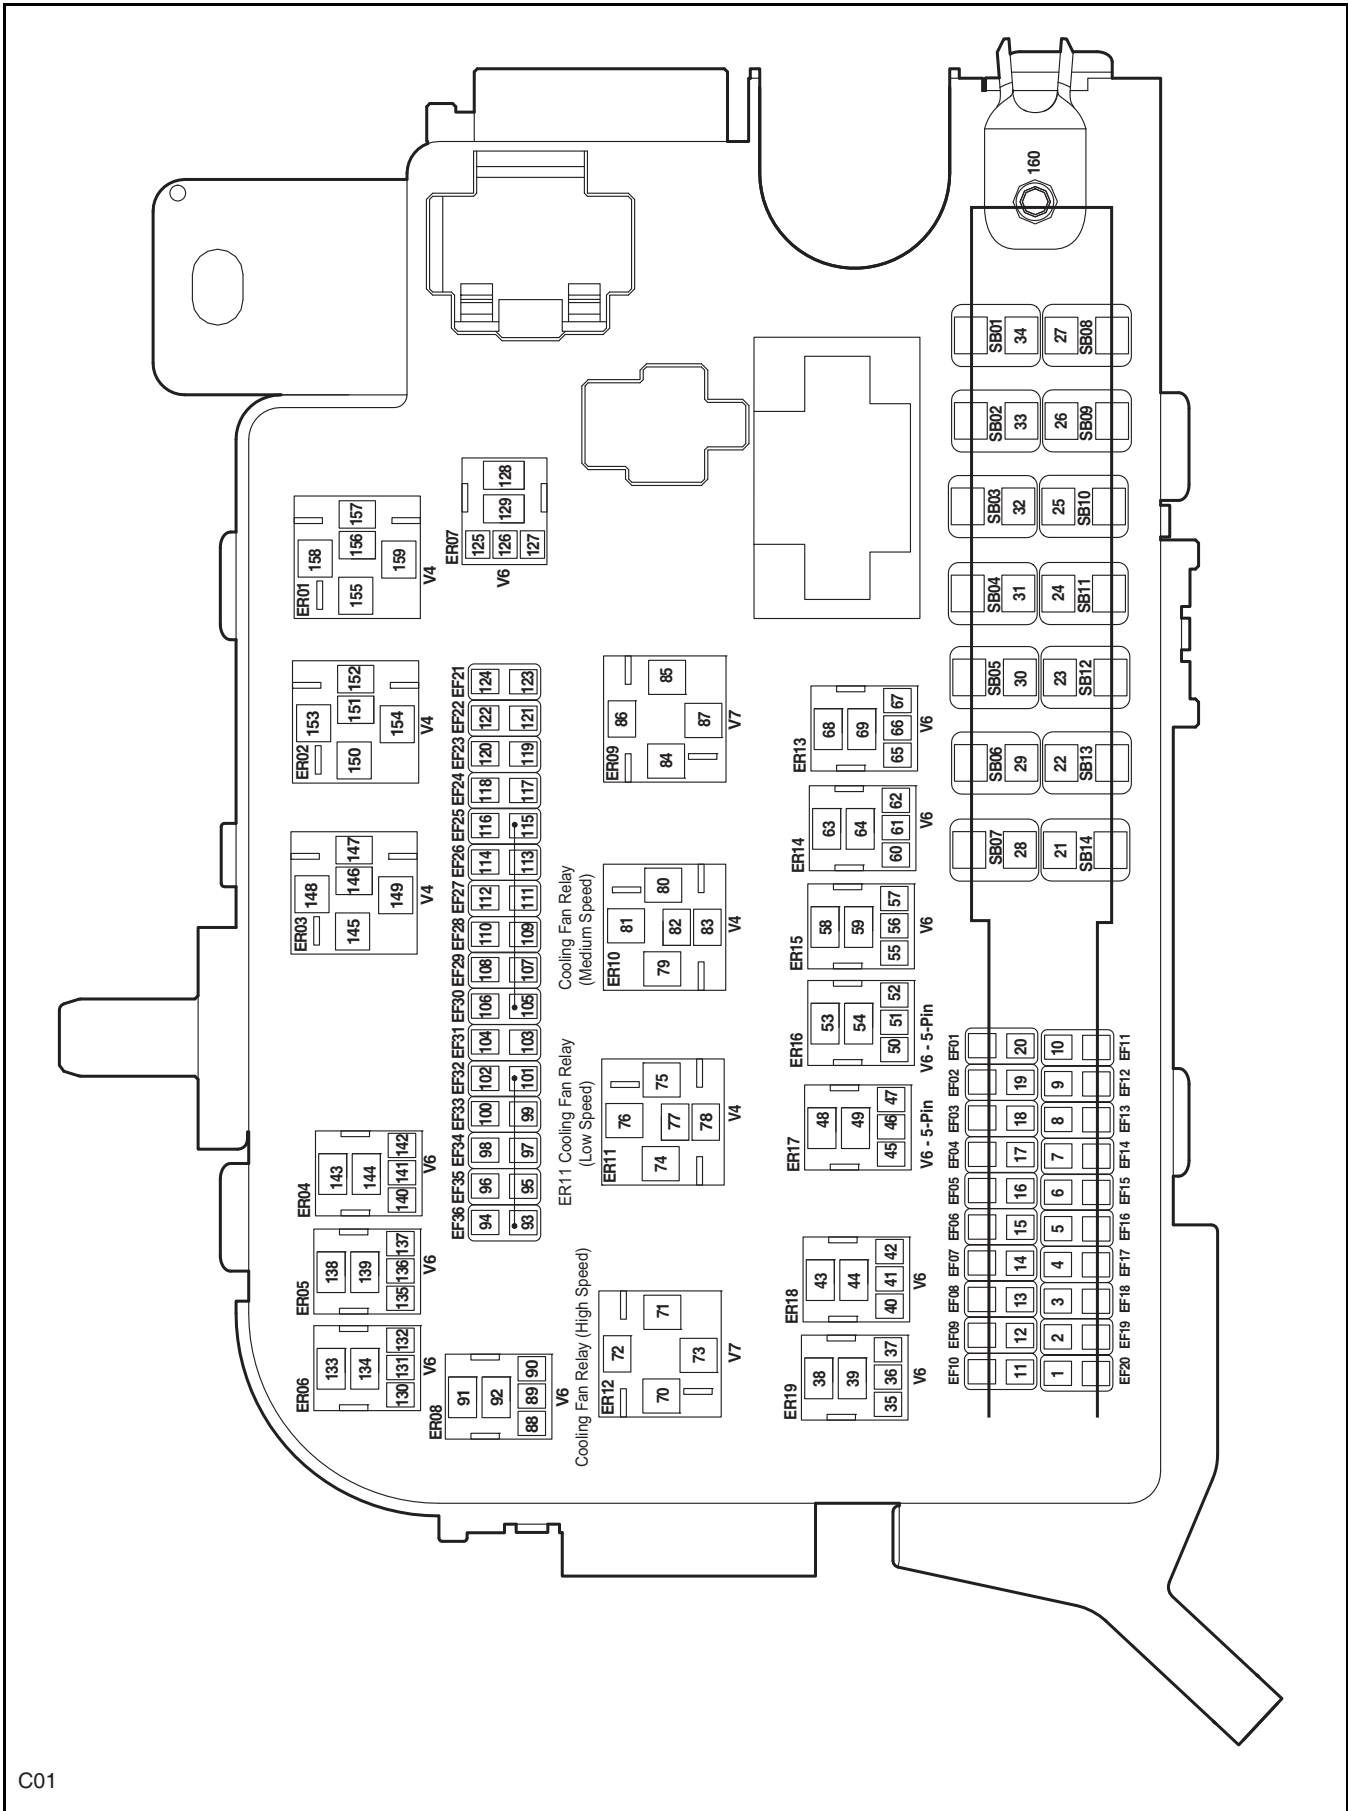 160
SB01
34
27
SB08
SB02
33
26
SB09
SB03
32
25
SB10
SB04
31
24
SB11
SB05
30
23
SB12
SB06
29
22
SB13
SB07
28
21
SB14
ER01
158
157
156
155
159
V4
ER07
128
129
125
126
127
V6
ER02
153
152
151
150
154
V4
ER03
148
147
146
145
149
V4
EF21
124
123
EF22
122
121
EF23
120
119
EF24
118
117
EF25
116
115
EF26
114
113
EF27
112
111
EF28
110
109
EF29
108
107
EF30
106
105
EF31
104
103
EF32
102
101
EF33
100
99
EF34
98
97
EF35
96
95
EF36
94
93
ER09
86
85
84
87
V7
Cooling Fan Relay
(Medium Speed)
ER10
81
80
82
83
79
V4
ER11 Cooling Fan Relay
(Low Speed)
ER11
76
75
77
78
74
V4
Cooling Fan Relay (High Speed)
ER12
72
71
70
73
V7
ER04
143
144
142
141
140
V6
ER05
138
139
137
136
135
V6
ER06
133
134
132
131
130
V6
ER08
91
92
90
89
88
V6
ER13
68
69
67
66
65
V6
ER14
63
64
62
61
60
V6
ER15
58
59
57
56
55
V6
ER16
53
54
52
51
50
V6 - 5-Pin
ER17
48
49
47
46
45
V6 - 5-Pin
ER18
43
44
42
41
40
V6
ER19
38
39
37
36
35
V6
EF01
20
10
EF11
EF02
19
9
EF12
EF03
18
8
EF13
EF04
17
7
EF14
EF05
16
6
EF15
EF06
15
5
EF16
EF07
14
4
EF17
EF08
13
3
EF18
EF09
12
2
EF19
EF10
11
1
EF20
C01